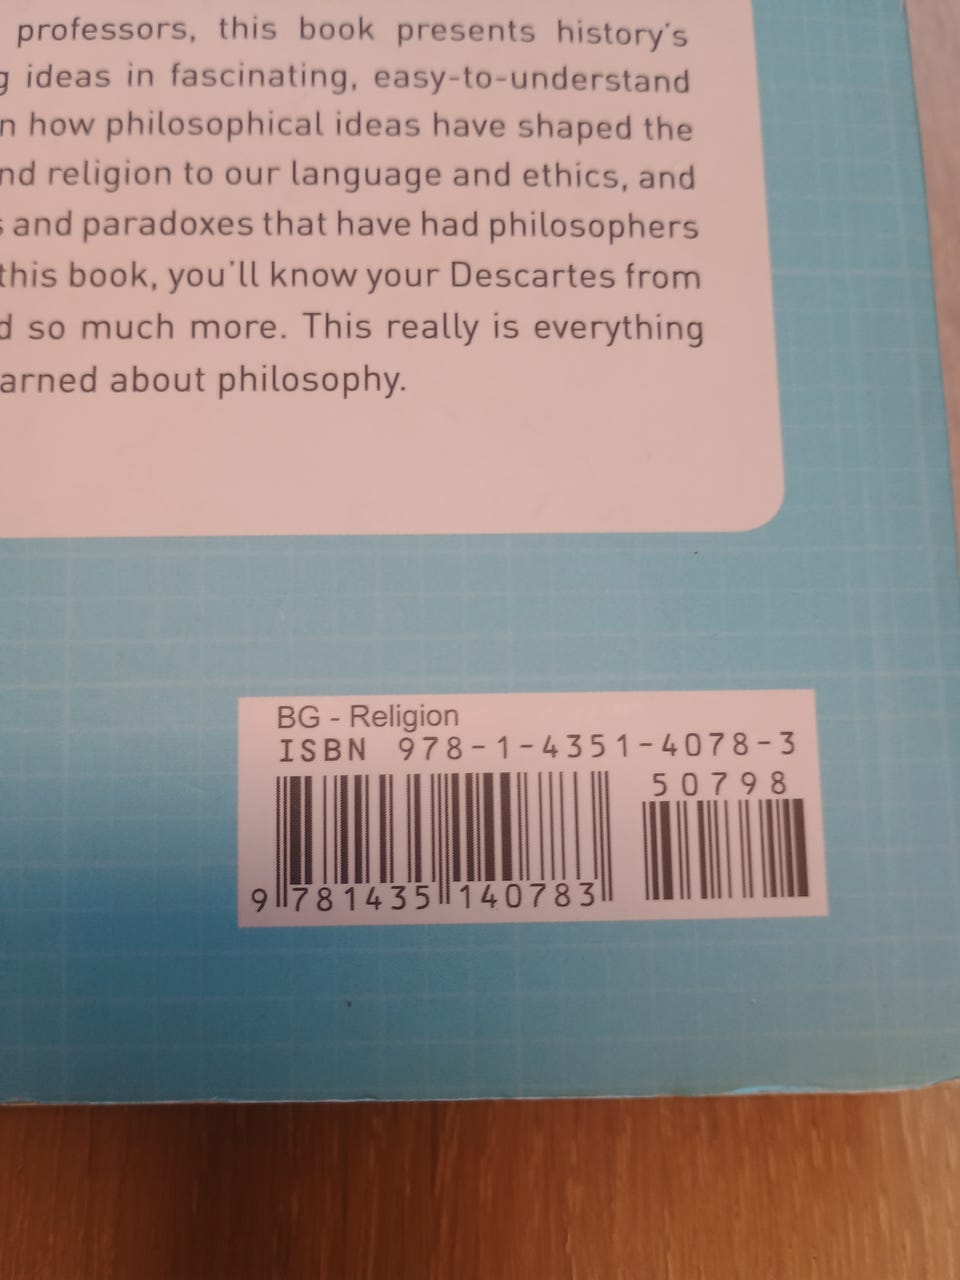 professors, this book presents history's
ideas in fascinating, easy-to-understand
how philosophical ideas have shaped the
religion to our language and ethics, and
and paradoxes that have had philosophers
this book, you'll know your Descartes from
so much more. This really is everything
about philosophy.
BG - Religion
ISBN 978-1-4351-4078-3
50798
9 781435 140783